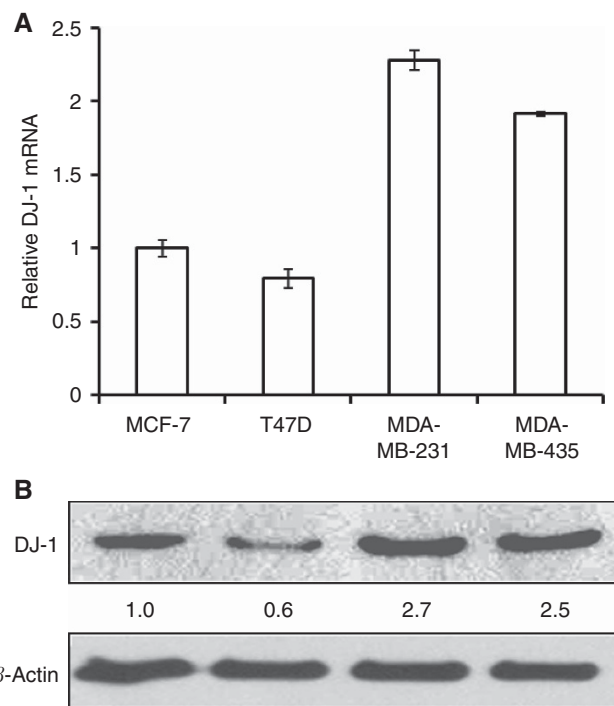 A
2.5
2
1.5
1
0.5
0
Relative DJ-1 mRNA
MCF-7 T47D MDA-MB-231 MDA-MB-435
B
DJ-1
1.0 0.6 2.7 2.5
β-Actin